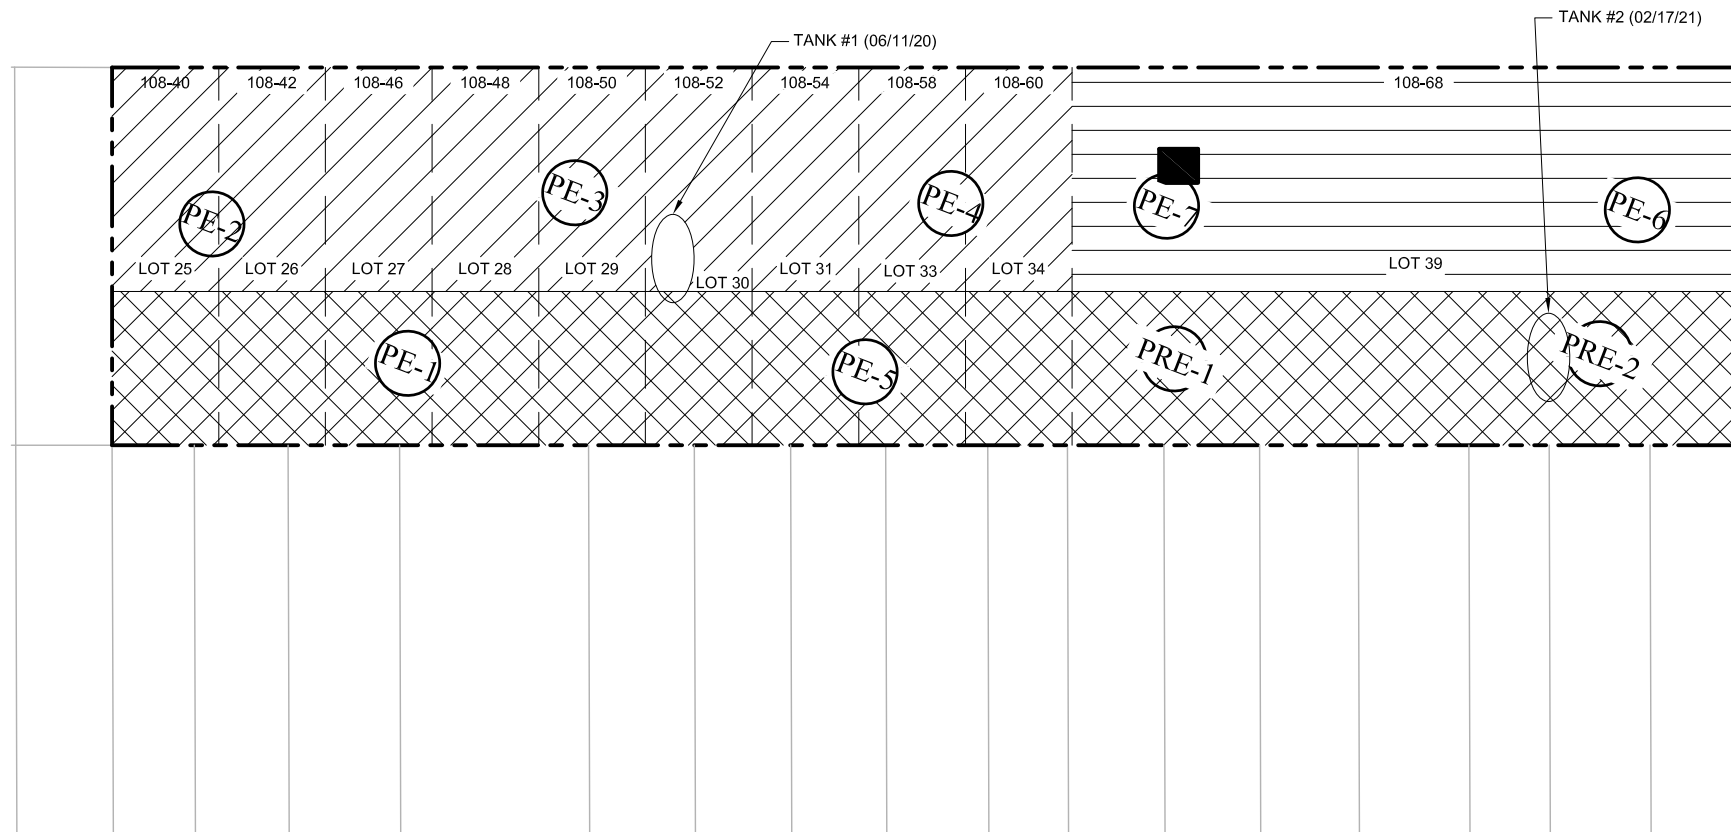 TANK #2 (02/17/21)
TANK #1 (06/11/20)
108-40 108-42 108-46 108-48 108-50 108-52 108-54 108-58 108-60 108-68
PE-2 PE-3 PE-4 PE-7 PE-6
LOT 25 LOT 26 LOT 27 LOT 28 LOT 29 LOT 30 LOT 31 LOT 33 LOT 34 LOT 39
PE-1 PE-5 PRE-1 PRE-2